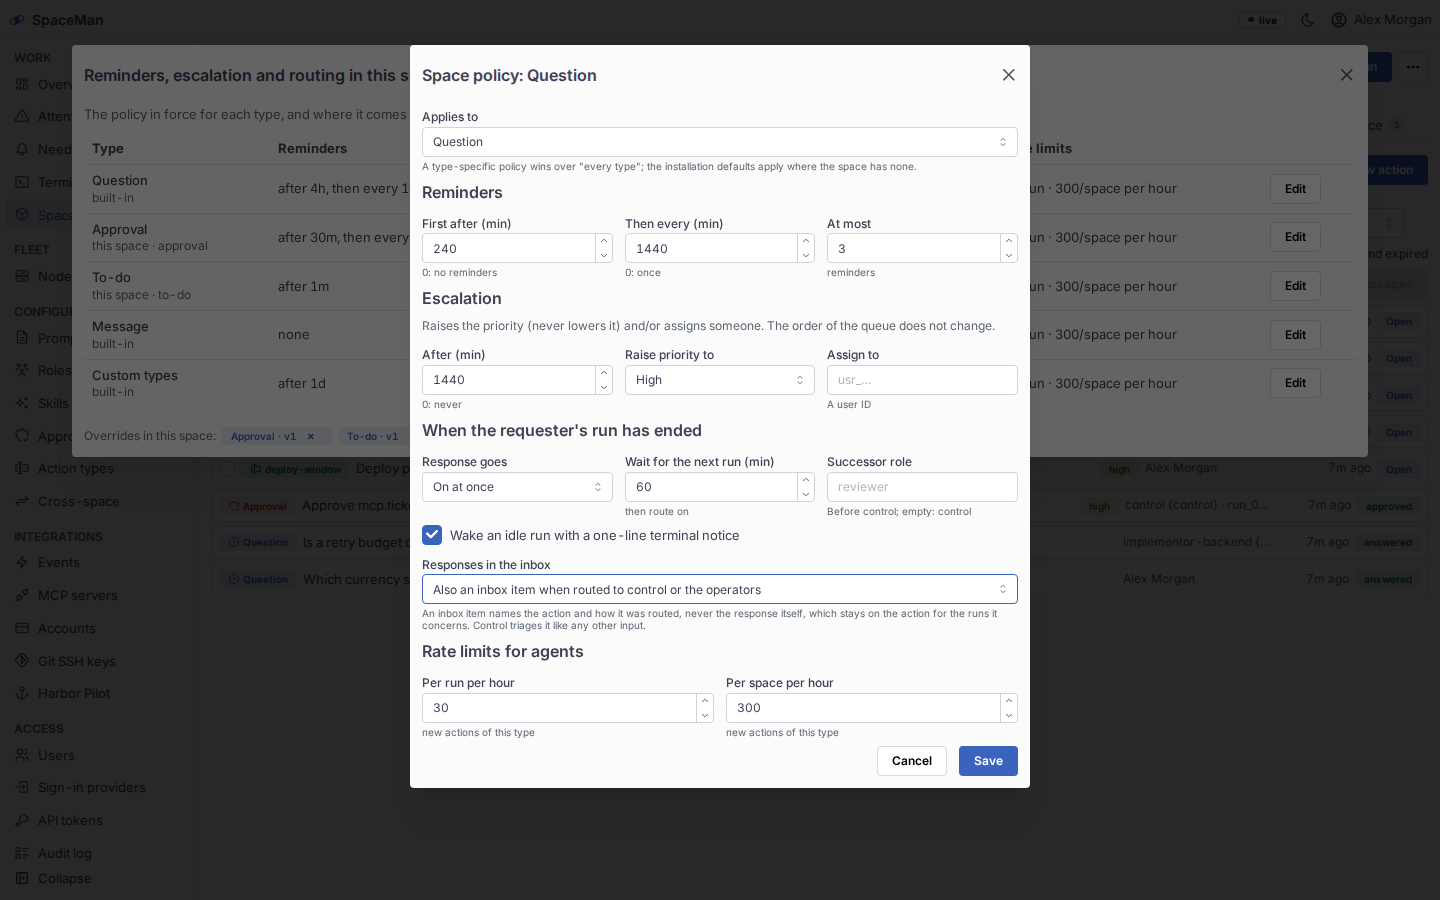 SpaceMan
live
Alex Morgan
WORK
NEED
FLEET
Node
CONFIGUR
Roles
Skills
Action types
Cross-space
INTEGRATIONS
Events
MCP servers
Accounts
Git SSH keys
Harbor Pilot
ACCESS
Users
Sign-in providers
API tokens
Audit log
Collapse
Reminders, escalation and routing in this s
The policy in force for each type, and where it comes
Type
Reminders
e limits
Question
built-in
after 4h, then every 1
un · 300/space per hour
Edit
Approval
this space · approval
after 30m, then every
un · 300/space per hour
Edit
To-do
this space · to-do
after 1m
un · 300/space per hour
Edit
Message
built-in
none
un · 300/space per hour
Edit
Custom types
built-in
after 1d
un · 300/space per hour
Edit
Overrides in this space:
Approval · v1 ×
To-do · v1
Space policy: Question
Applies to
Question
A type-specific policy wins over "every type"; the installation defaults apply where the space has none.
Reminders
First after (min)
Then every (min)
At most
240
1440
3
0: no reminders
0: once
reminders
Escalation
Raises the priority (never lowers it) and/or assigns someone. The order of the queue does not change.
After (min)
Raise priority to
Assign to
1440
High
usr_...
0: never
A user ID
When the requester's run has ended
Response goes
Wait for the next run (min)
Successor role
On at once
60
reviewer
then route on
Before control; empty: control
Wake an idle run with a one-line terminal notice
Responses in the inbox
Also an inbox item when routed to control or the operators
An inbox item names the action and how it was routed, never the response itself, which stays on the action for the runs it
concerns. Control triages it like any other input.
Rate limits for agents
Per run per hour
Per space per hour
30
300
new actions of this type
new actions of this type
Cancel
Save
ce 1
w action
nd expired
Open
Open
Open
Open
deploy-window
Deploy p
high
Alex Morgan
7m ago
Open
Approval
Approve mcp.ticke
high
control (control) · run_0...
7m ago
approved
Question
Is a retry budget o
implementor-backend (...
7m ago
answered
Question
Which currency s
Alex Morgan
7m ago
answered